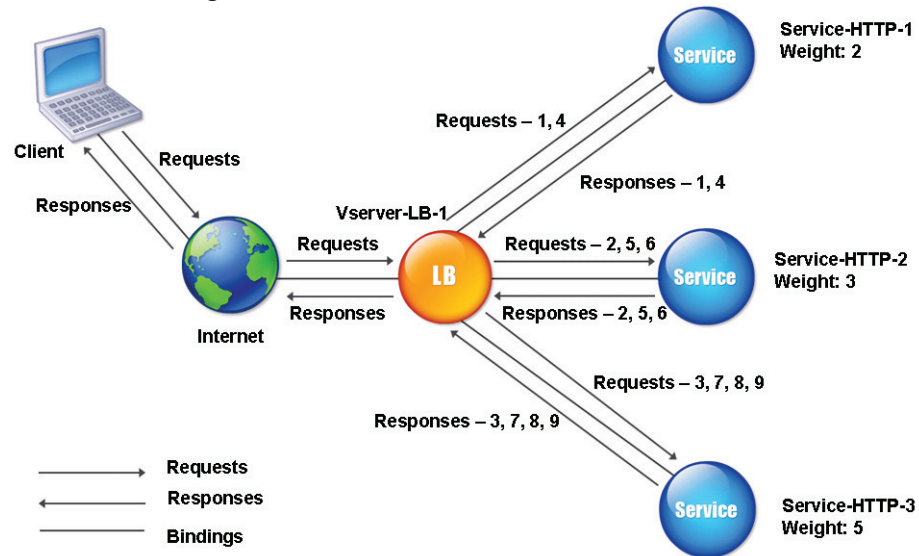 Service
Service-HTTP-1
Weight: 2
Client
Requests
Responses
Requests – 1, 4
Responses – 1, 4
Vserver-LB-1
Requests
LB
Responses
Internet
Requests – 2, 5, 6
Responses – 2, 5, 6
Service
Service-HTTP-2
Weight: 3
Requests – 3, 7, 8, 9
Responses – 3, 7, 8, 9
Service
Service-HTTP-3
Weight: 5
Requests
Responses
Bindings